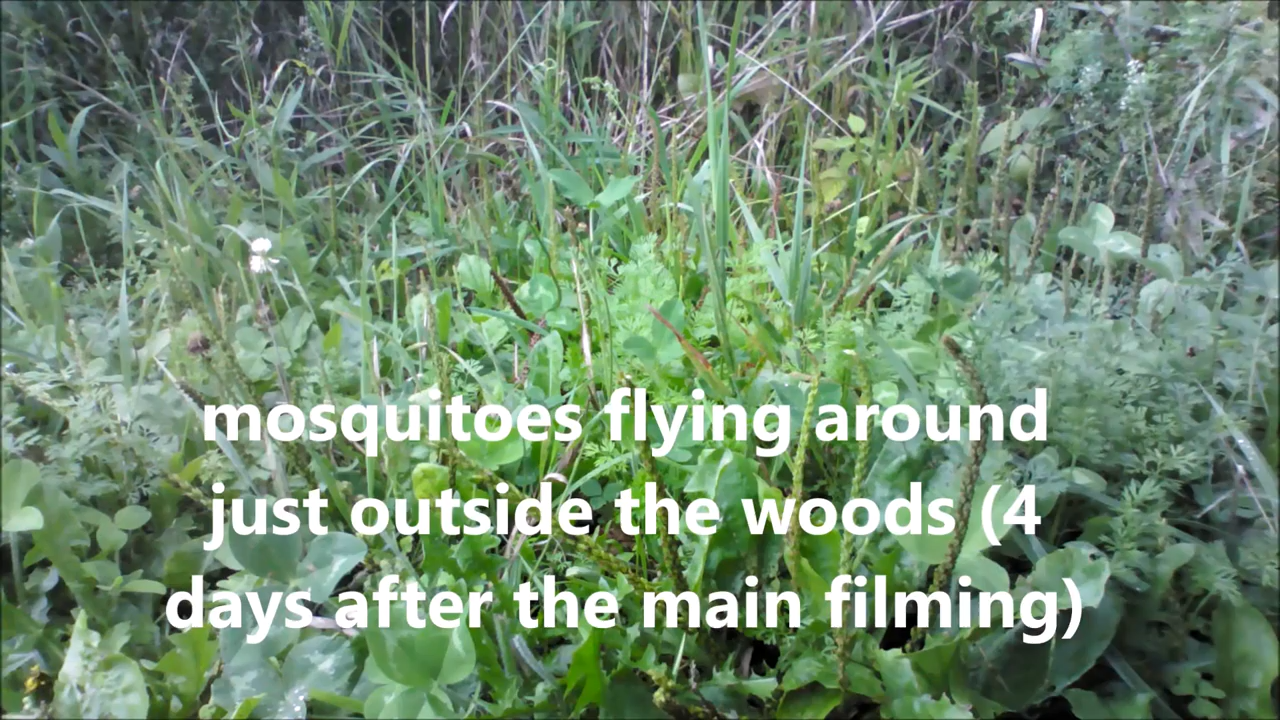 mosquitoes flying around
just outside the woods (4
days after the main filming)